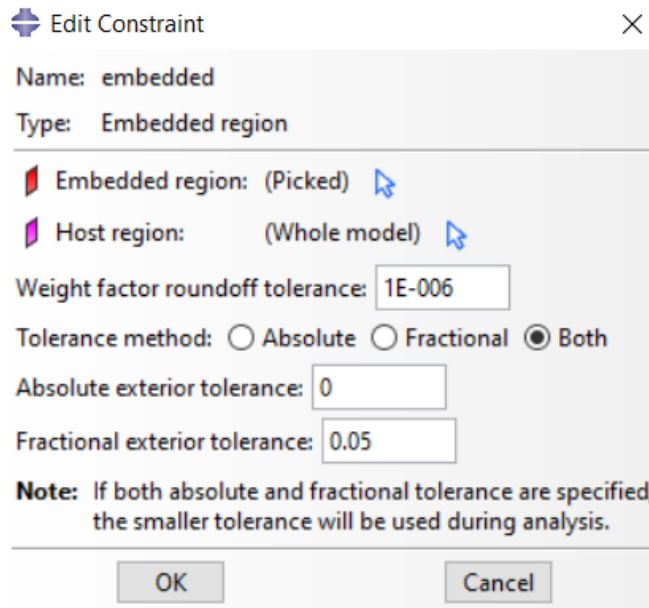 Edit Constraint
Name: embedded
Type: Embedded region
Embedded region: (Picked)
Host region: (Whole model)
Weight factor roundoff tolerance: 1E-006
Tolerance method: Absolute Fractional Both
Absolute exterior tolerance: 0
Fractional exterior tolerance: 0.05
Note: If both absolute and fractional tolerance are specified,
the smaller tolerance will be used during analysis.
OK Cancel